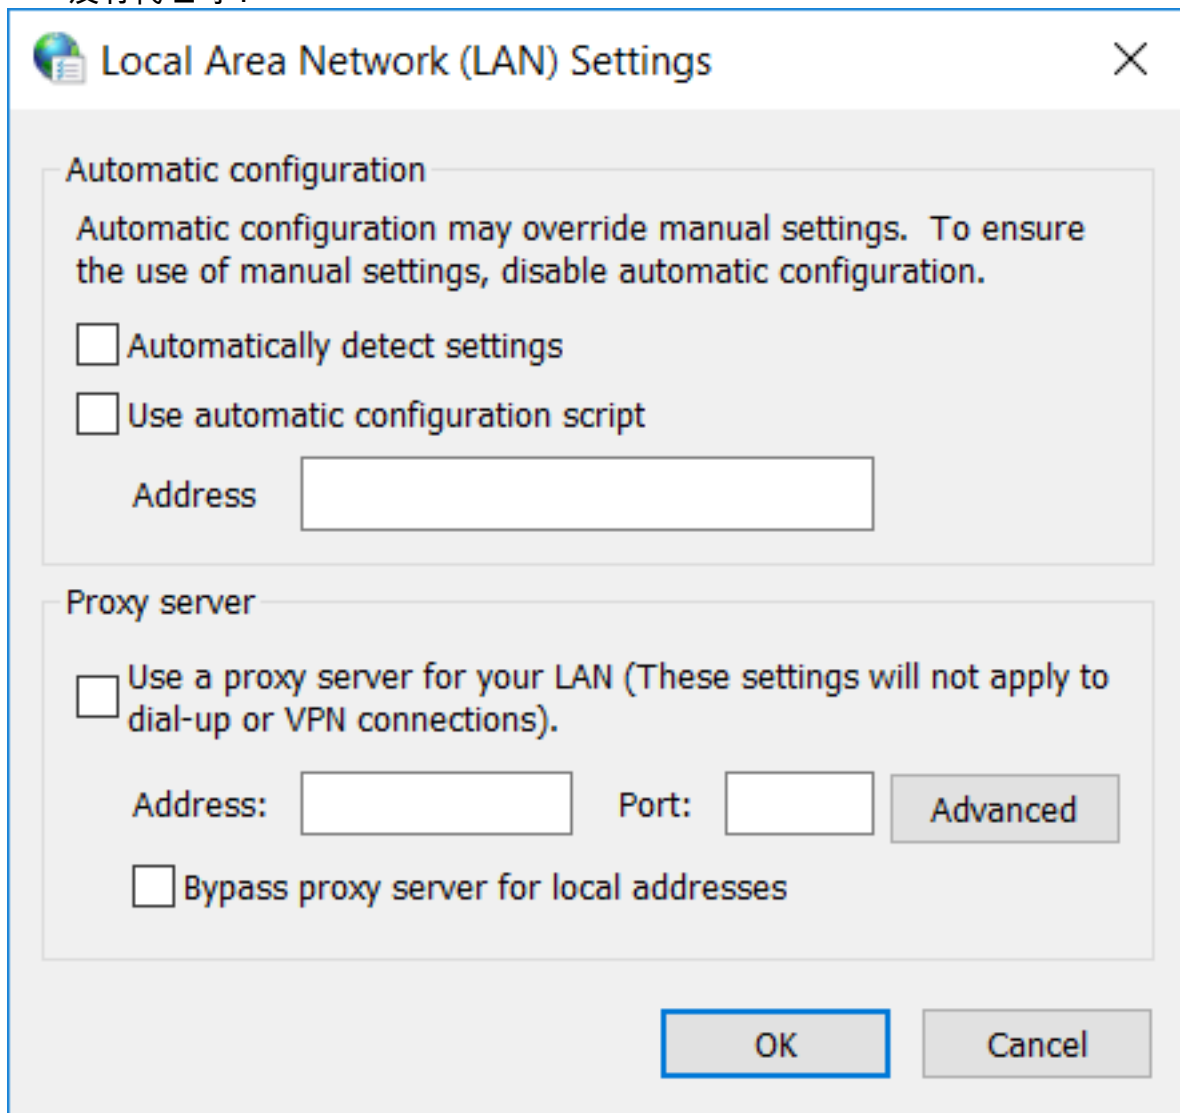 Local Area Network (LAN) Settings
Automatic configuration
Automatic configuration may override manual settings. To ensure
the use of manual settings, disable automatic configuration.
Automatically detect settings
Use automatic configuration script
Address
Proxy server
Use a proxy server for your LAN (These settings will not apply to
dial-up or VPN connections).
Address:
Port:
Advanced
Bypass proxy server for local addresses
OK
Cancel